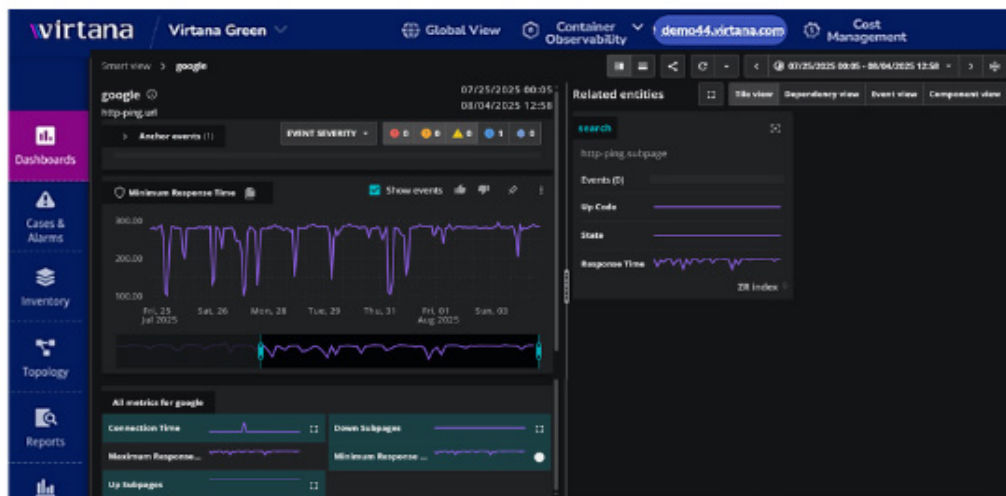 virtana
Virtana Green
Global View
Container Observability
demo44.virtana.com
Cost Management
Smart view > google
07/25/2025 00:05 - 08/04/2025 12:58
google
07/25/2025 00:05
08/04/2025 12:58
http-ping.url
Related entities
Tile view
Dependency view
Event view
Component view
Anchor events (1)
EVENT SEVERITY
0 0 0 1 0
search
http-ping.subpage
Events (0)
Up Code
State
Response Time
ZR index
Dashboards
Cases & Alarms
Inventory
Topology
Reports
Minimum Response Time
Show events
300.00
200.00
100.00
Fri, 25 Sat, 26 Mon, 28 Tue, 29 Thu, 31 Fri, 01 Sun, 03
Jul 2025 Aug 2025
All metrics for google
Connection Time
Down Subpages
Maximum Response...
Minimum Response ...
Up Subpages